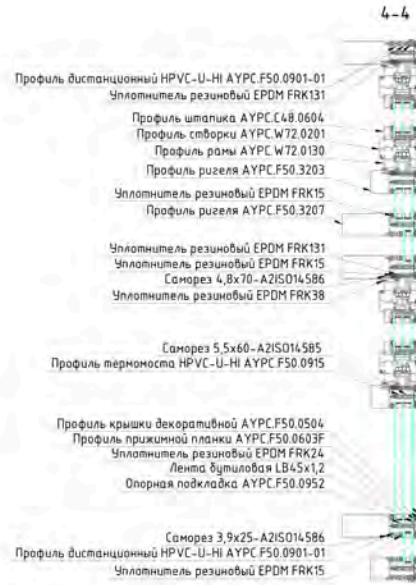 4-4
Профиль дистанционный HPVC-U-HI AYPC.F50.0901-01
Уплотнитель резиновый EPDM FRK131
Профиль штапика AYPC.C48.0604
Профиль створки AYPC.W72.0201
Профиль рамы AYPC.W72.0130
Профиль ригеля AYPC.F50.3203
Уплотнитель резиновый EPDM FRK15
Профиль ригеля AYPC.F50.3207
Уплотнитель резиновый EPDM FRK131
Уплотнитель резиновый EPDM FRK15
Саморез 4,8x70-A2ISO14586
Уплотнитель резиновый EPDM FRK38
Саморез 5,5x60-A2ISO14585
Профиль термомоста HPVC-U-HI AYPC.F50.0915
Профиль крышки декоративной AYPC.F50.0504
Профиль прижимной планки AYPC.F50.0603F
Уплотнитель резиновый EPDM FRK24
Лента бутиловая LB45x1,2
Опорная подкладка AYPC.F50.0952
Саморез 3,9x25-A2ISO14586
Профиль дистанционный HPVC-U-HI AYPC.F50.0901-01
Уплотнитель резиновый EPDM FRK15